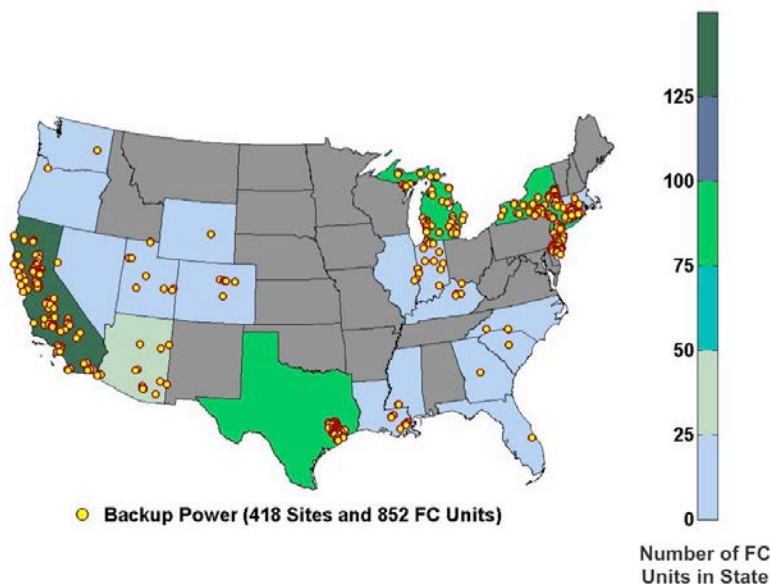 125
100
75
50
25
0
Backup Power (418 Sites and 852 FC Units)
Number of FC
Units in State